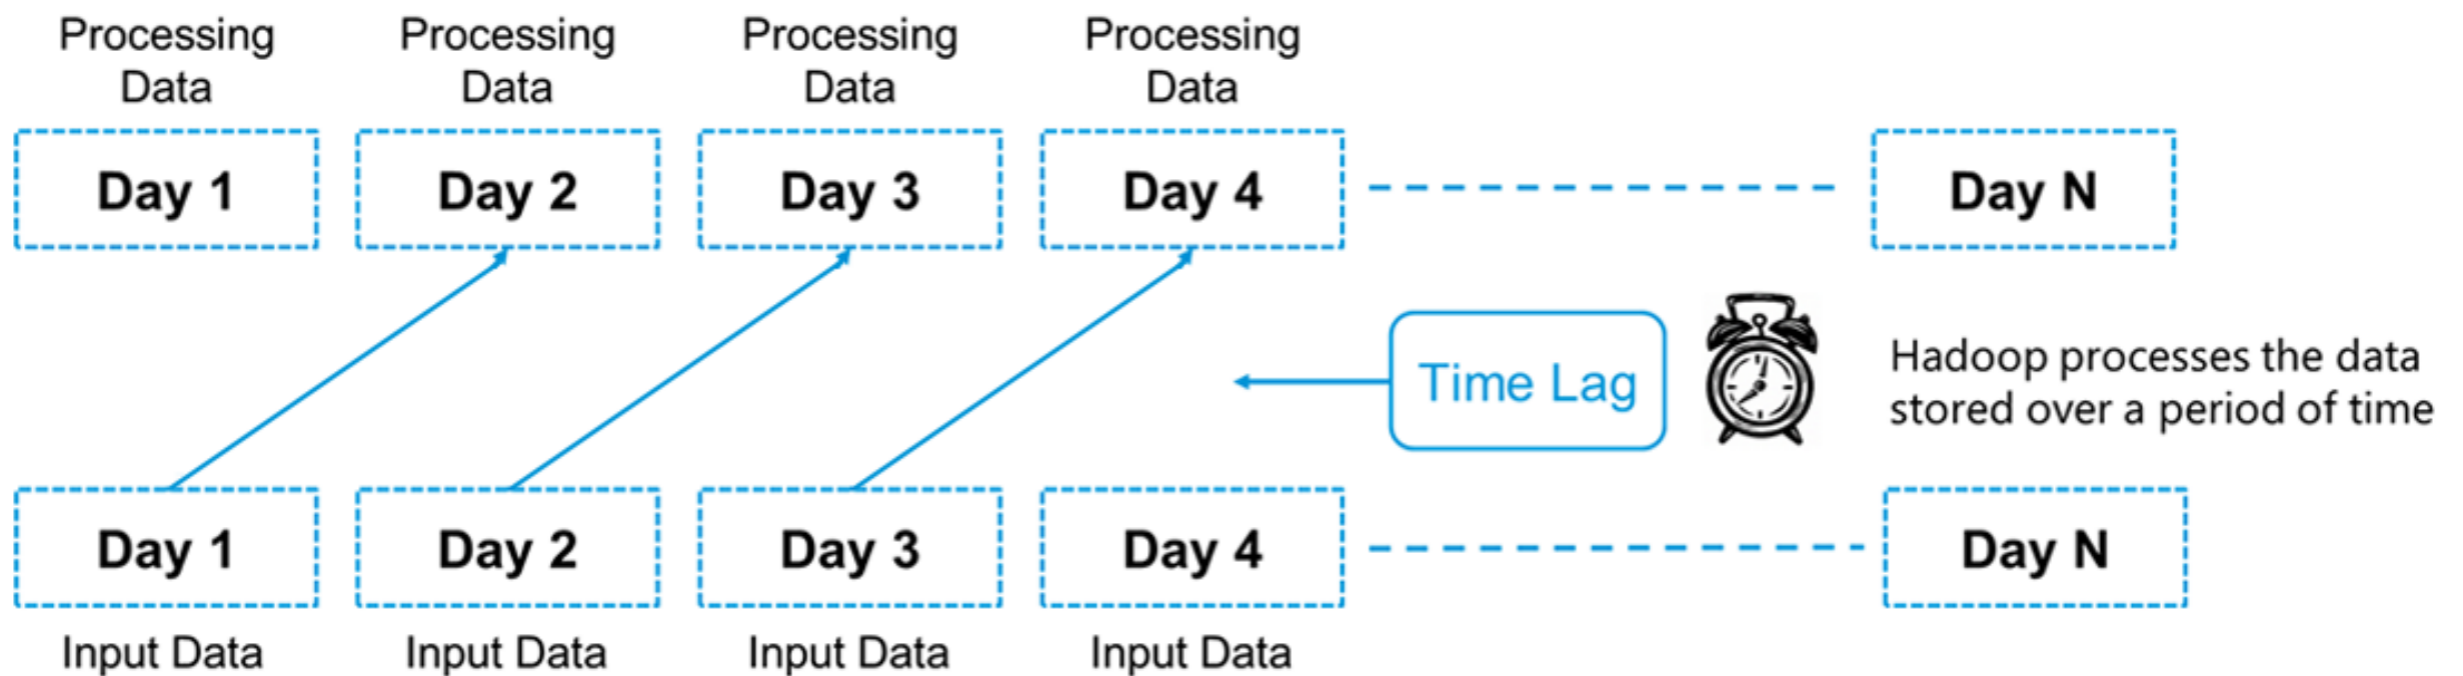 Processing
Data
Processing
Data
Processing
Data
Processing
Data
Day 1
Day 2
Day 3
Day 4
Day N
Time Lag
Hadoop processes the data
stored over a period of time
Day 1
Day 2
Day 3
Day 4
Day N
Input Data
Input Data
Input Data
Input Data